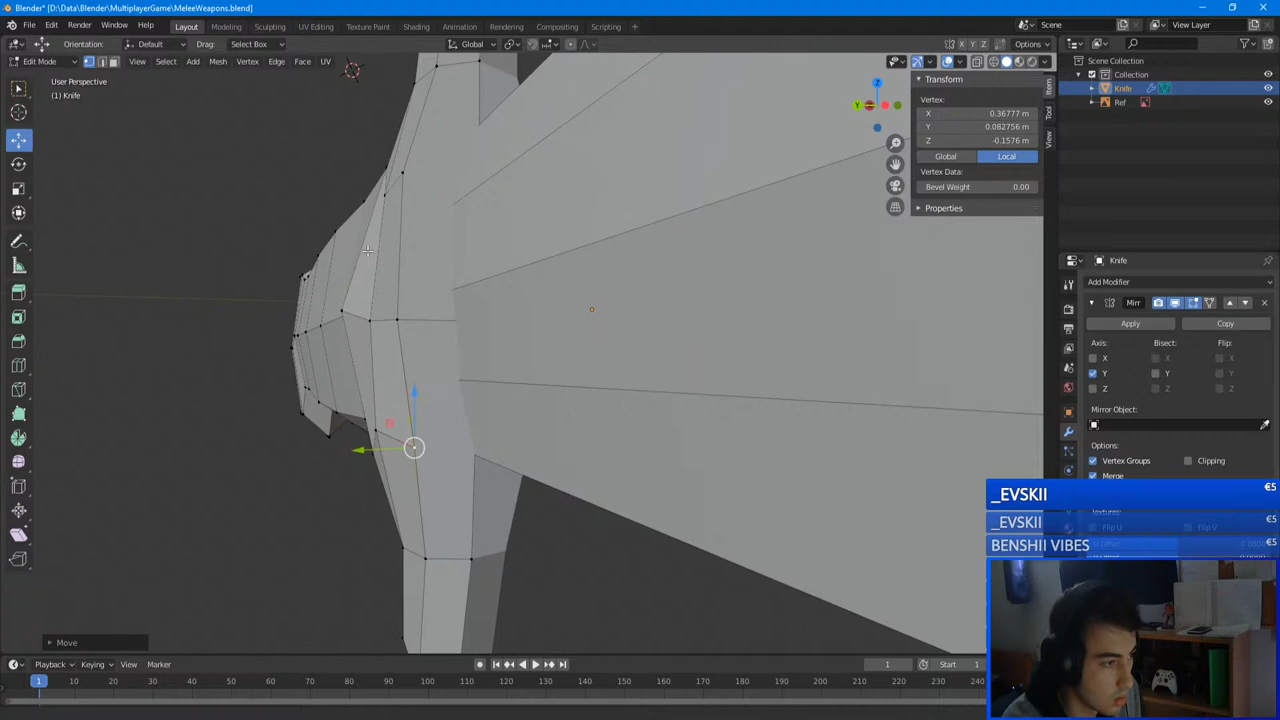 Blender* [D:\Data\Blender\MultiplayerGame\MeleeWeapons.blend]
File Edit Render Window Help Layout Modeling Sculpting UV Editing Texture Paint Shading Animation Rendering Compositing Scripting + Scene View Layer
Orientation: Default Drag: Select Box Global X Y Z Options
Edit Mode View Select Add Mesh Vertex Edge Face UV
User Perspective
(1) Knife
Z
Y
Transform
Vertex:
X 0.36777 m
Y 0.082756 m
Z -0.1576 m
Global Local
Vertex Data:
Bevel Weight 0.00
Properties
Item
Tool
View
Scene Collection
Collection
Knife
Ref
Knife
Add Modifier
Mirr
Apply Copy
Axis: Bisect: Flip:
X X X
Y Y Y
Z Z Z
Mirror Object:
Options:
Vertex Groups Clipping
Merge
_EVSKII €5
_EVSKII €5
BENSHII VIBES €5
Move
Playback Keying View Marker 1 Start 1
1 10 20 30 40 50 60 70 80 90 100 110 120 130 140 150 160 170 180 190 200 210 220 230 240